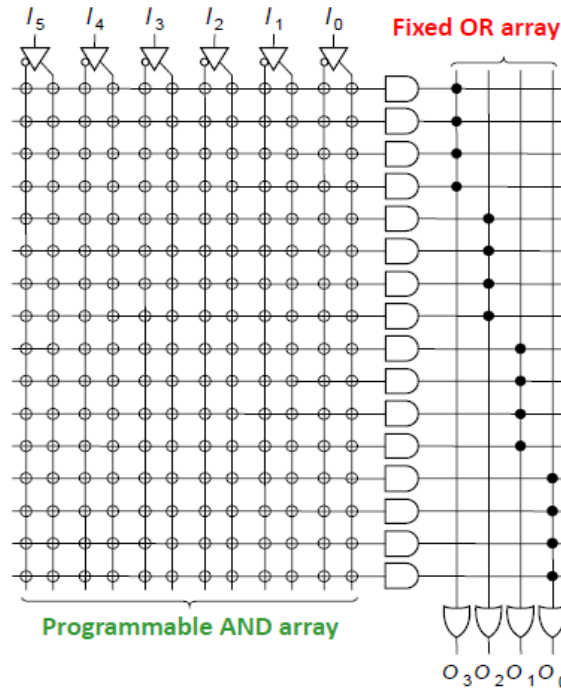 I5 I4 I3 I2 I1 I0
Fixed OR array
Programmable AND array
O3 O2 O1 O0